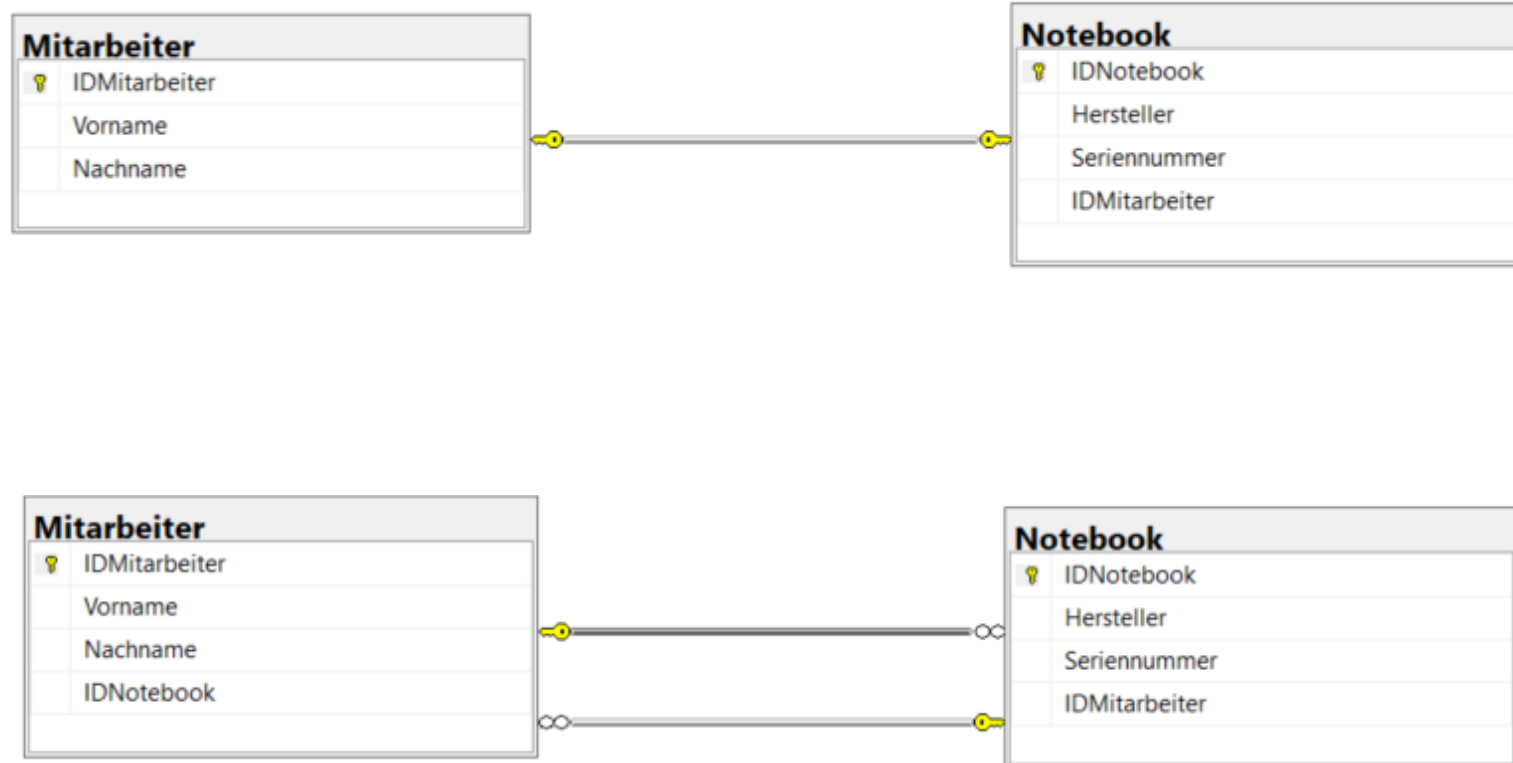 Mitarbeiter
IDMitarbeiter
Vorname
Nachname
Notebook
IDNotebook
Hersteller
Seriennummer
IDMitarbeiter
Mitarbeiter
IDMitarbeiter
Vorname
Nachname
IDNotebook
Notebook
IDNotebook
Hersteller
Seriennummer
IDMitarbeiter